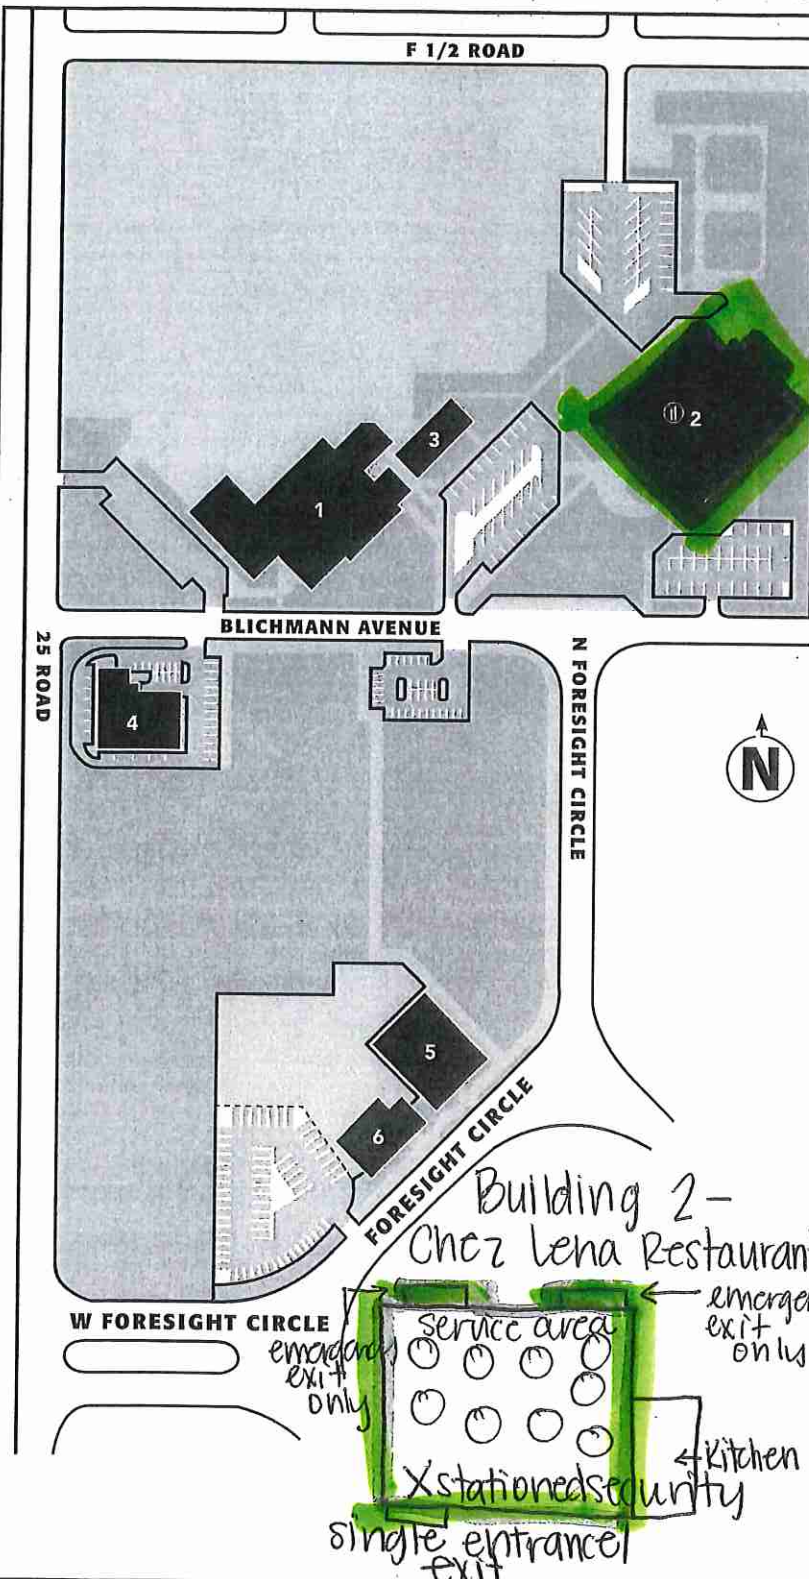 F 1/2 ROAD
2
3
1
BLICHMANN AVENUE
25 ROAD
N FORESIGHT CIRCLE
4
N
5
6
FORESIGHT CIRCLE
Building 2 -
Chez Lena Restaurant
W FORESIGHT CIRCLE
service area
emergency
exit
only
emerge
exit
only
Kitchen
X stationed security
single entrance/
exit